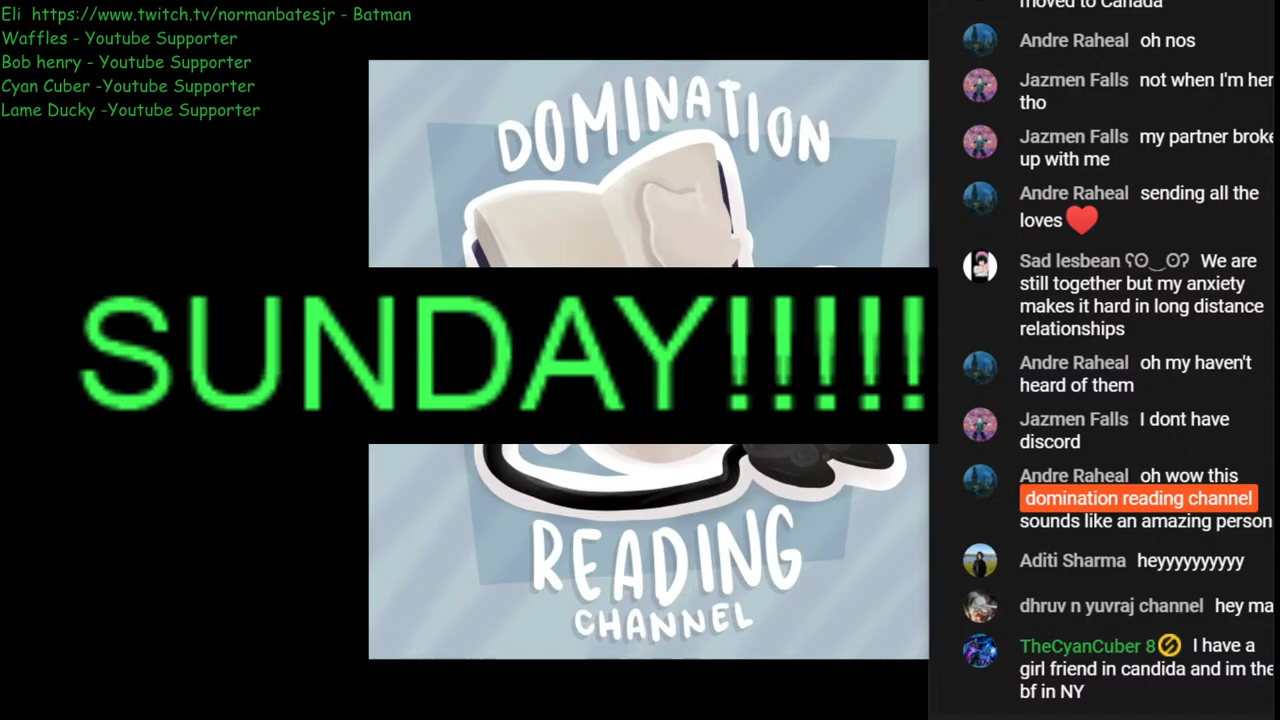 Eli https://www.twitch.tv/normanbatesjr - Batman
Waffles - Youtube Supporter
Bob henry - Youtube Supporter
Cyan Cuber -Youtube Supporter
Lame Ducky -Youtube Supporter
DOMINATION
SUNDAY!!!!!
READING
CHANNEL
moved to Canada
Andre Raheal oh nos
Jazmen Falls not when I'm her
tho
Jazmen Falls my partner broke
up with me
Andre Raheal sending all the
loves❤️
Sad lesbean ʕʘ‿ʘʔ We are
still together but my anxiety
makes it hard in long distance
relationships
Andre Raheal oh my haven't
heard of them
Jazmen Falls I dont have
discord
Andre Raheal oh wow this
domination reading channel
sounds like an amazing person
Aditi Sharma heyyyyyyyyyy
dhruv n yuvraj channel hey ma
TheCyanCuber 8 I have a
girl friend in candida and im the
bf in NY